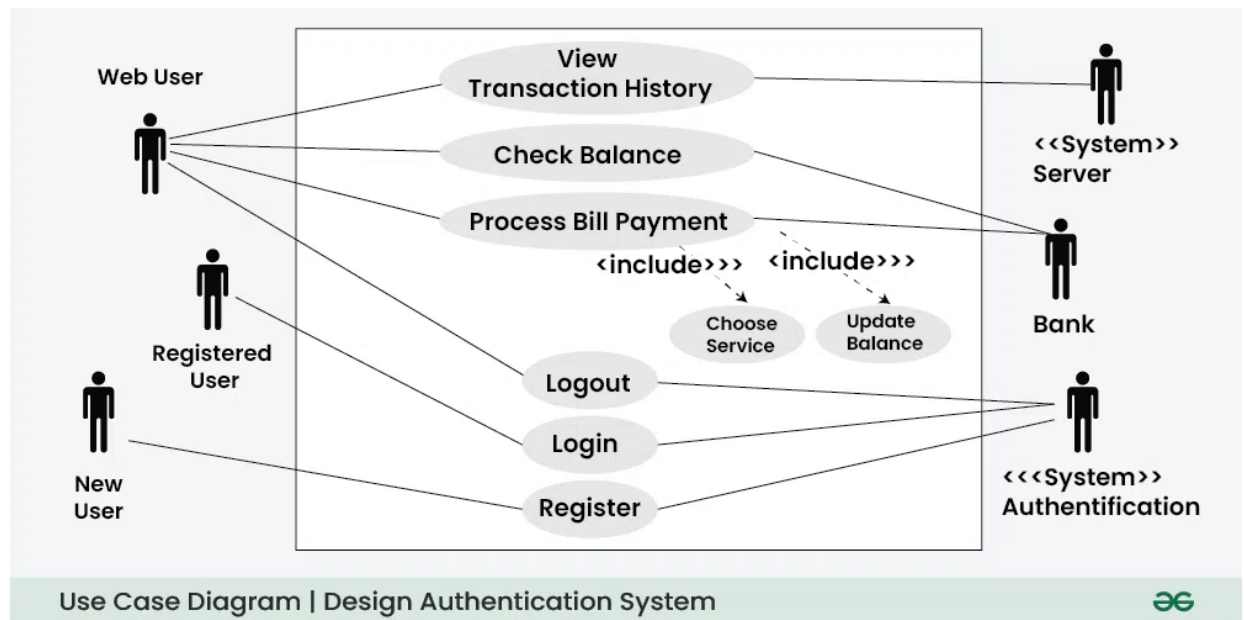 Web User
View
Transaction History
<<System>>
Server
Check Balance
Process Bill Payment
<include>>>
<include>>>
Bank
Choose
Service
Update
Balance
Registered
User
Logout
Login
Register
New
User
<<<System>>
Authentification
Use Case Diagram | Design Authentication System